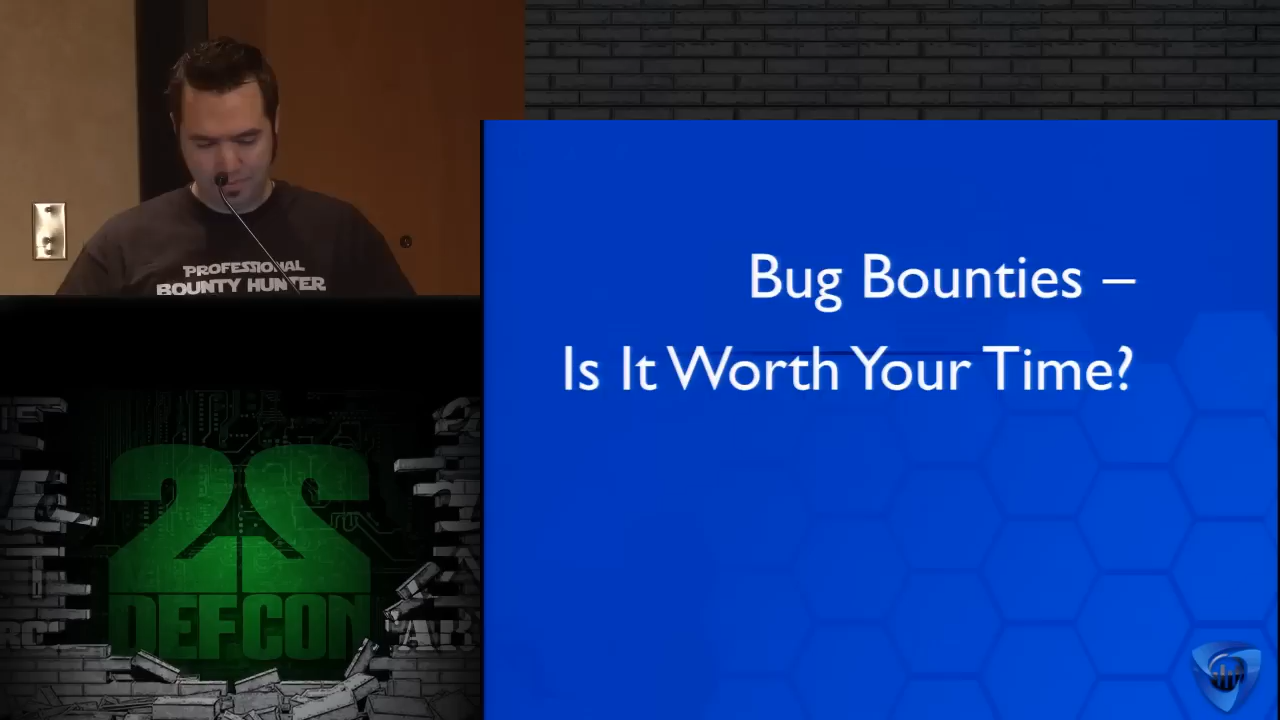 PROFESSIONAL
BOUNTY HUNTER
Bug Bounties –
Is It Worth Your Time?
22
DEFCON